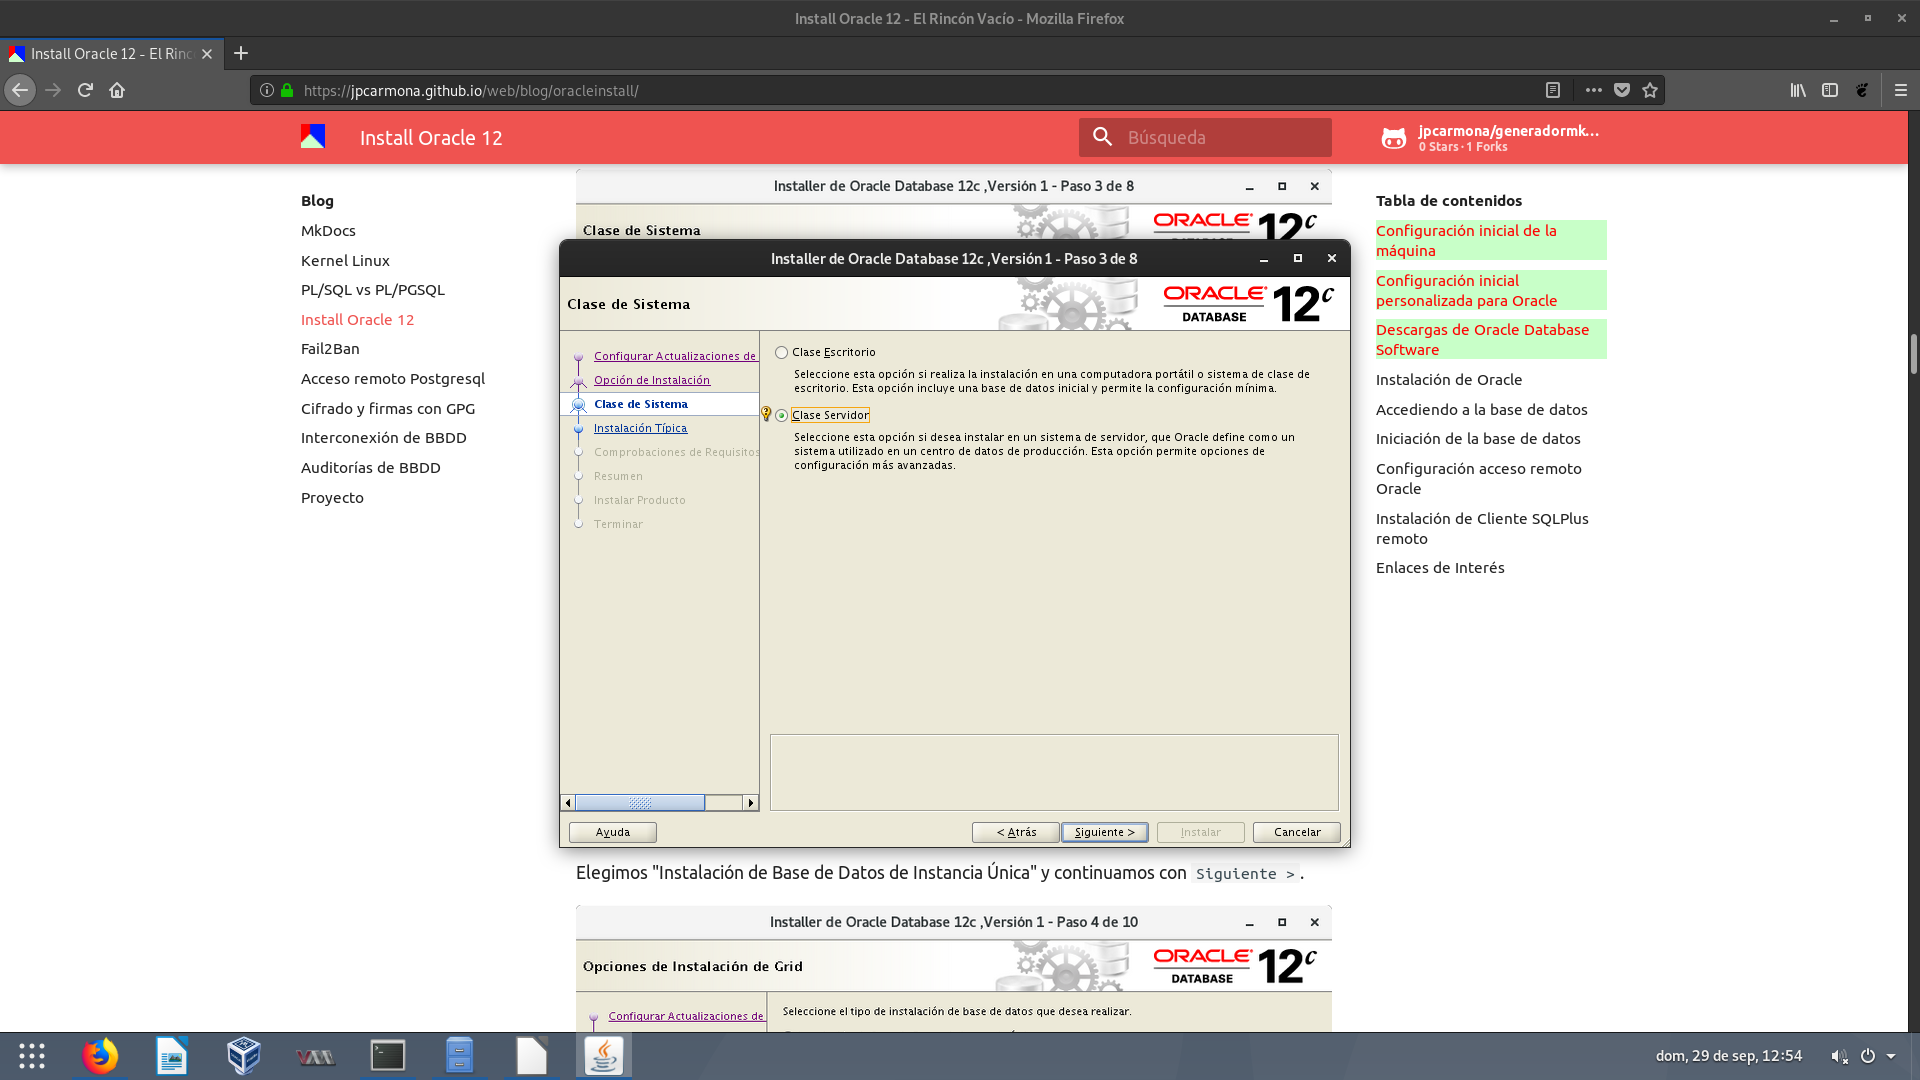 Install Oracle 12 - El Rincón Vacío - Mozilla Firefox
Install Oracle 12 - El Rinc
https://jpcarmona.github.io/web/blog/oracleinstall/
Install Oracle 12
Búsqueda
jpcarmona/generadormk...
0 Stars · 1 Forks
Blog
MkDocs
Kernel Linux
PL/SQL vs PL/PGSQL
Install Oracle 12
Fail2Ban
Acceso remoto Postgresql
Cifrado y firmas con GPG
Interconexión de BBDD
Auditorías de BBDD
Proyecto
Installer de Oracle Database 12c ,Versión 1 - Paso 3 de 8
Clase de Sistema
ORACLE 12c
Installer de Oracle Database 12c ,Versión 1 - Paso 3 de 8
Clase de Sistema
ORACLE
DATABASE 12c
Configurar Actualizaciones de
Opción de Instalación
Clase de Sistema
Instalación Típica
Comprobaciones de Requisitos
Resumen
Instalar Producto
Terminar
Clase Escritorio
Seleccione esta opción si realiza la instalación en una computadora portátil o sistema de clase de
escritorio. Esta opción incluye una base de datos inicial y permite la configuración mínima.
Clase Servidor
Seleccione esta opción si desea instalar en un sistema de servidor, que Oracle define como un
sistema utilizado en un centro de datos de producción. Esta opción permite opciones de
configuración más avanzadas.
Ayuda
< Atrás
Siguiente >
Instalar
Cancelar
Elegimos "Instalación de Base de Datos de Instancia Única" y continuamos con Siguiente > .
Installer de Oracle Database 12c ,Versión 1 - Paso 4 de 10
Opciones de Instalación de Grid
ORACLE
DATABASE 12c
Configurar Actualizaciones de
Seleccione el tipo de instalación de base de datos que desea realizar.
Tabla de contenidos
Configuración inicial de la
máquina
Configuración inicial
personalizada para Oracle
Descargas de Oracle Database
Software
Instalación de Oracle
Accediendo a la base de datos
Iniciación de la base de datos
Configuración acceso remoto
Oracle
Instalación de Cliente SQLPlus
remoto
Enlaces de Interés
dom, 29 de sep, 12:54